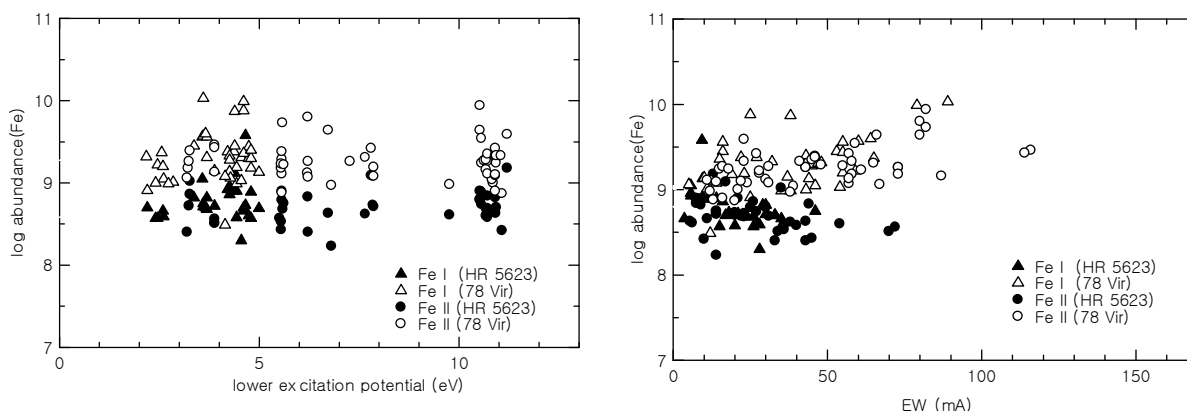 11
10
9
8
7
log abundance(Fe)
0
5
10
lower excitation potential (eV)
Fe I (HR 5623)
Fe I (78 Vir)
Fe II (HR 5623)
Fe II (78 Vir)
11
10
9
8
7
log abundance(Fe)
0
50
100
150
EW (mA)
Fe I (HR 5623)
Fe I (78 Vir)
Fe II (HR 5623)
Fe II (78 Vir)